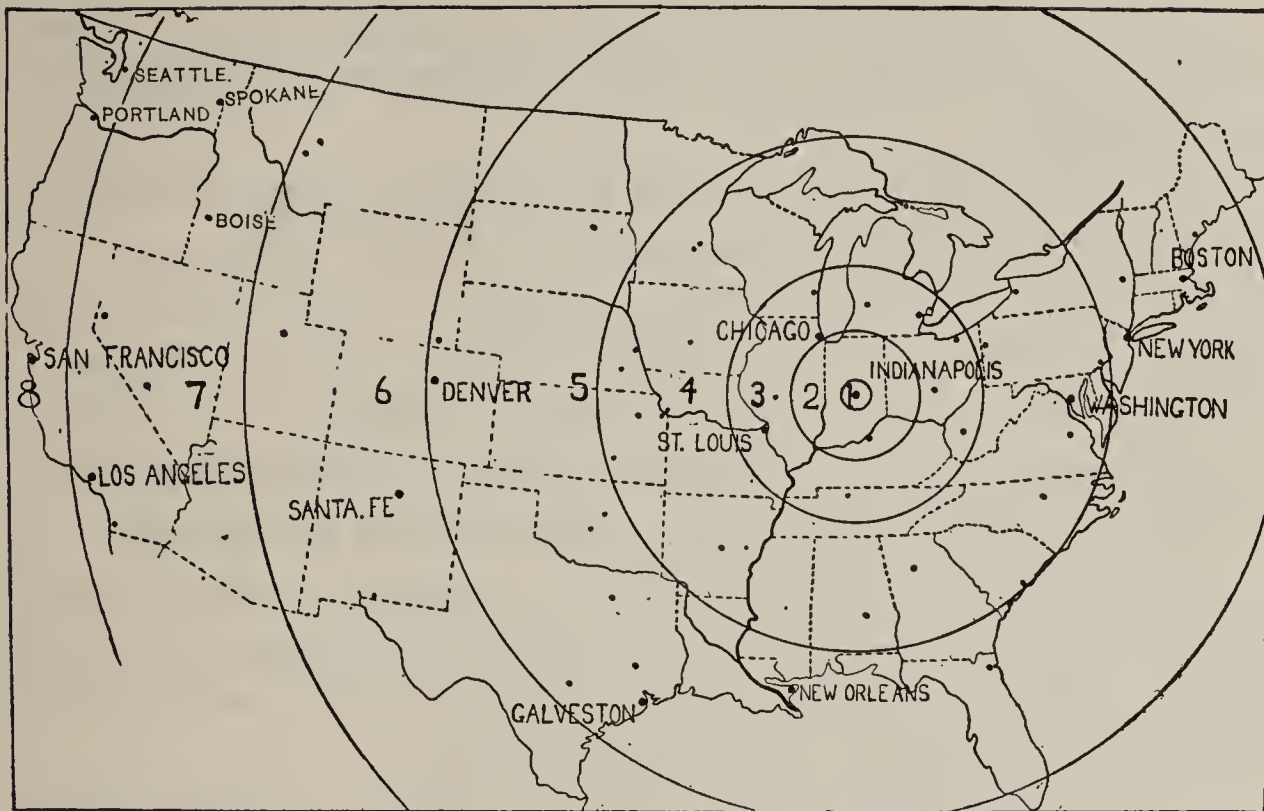 SEATTLE.
PORTLAND
SPOKANE
BOISE
BOSTON
CHICAGO
NEW YORK
SAN FRANCISCO
INDIANAPOLIS
8 7 6 DENVER 5 4 3 2 1
WASHINGTON
ST. LOUIS
LOS ANGELES
SANTA. FE
NEW ORLEANS
GALVESTON